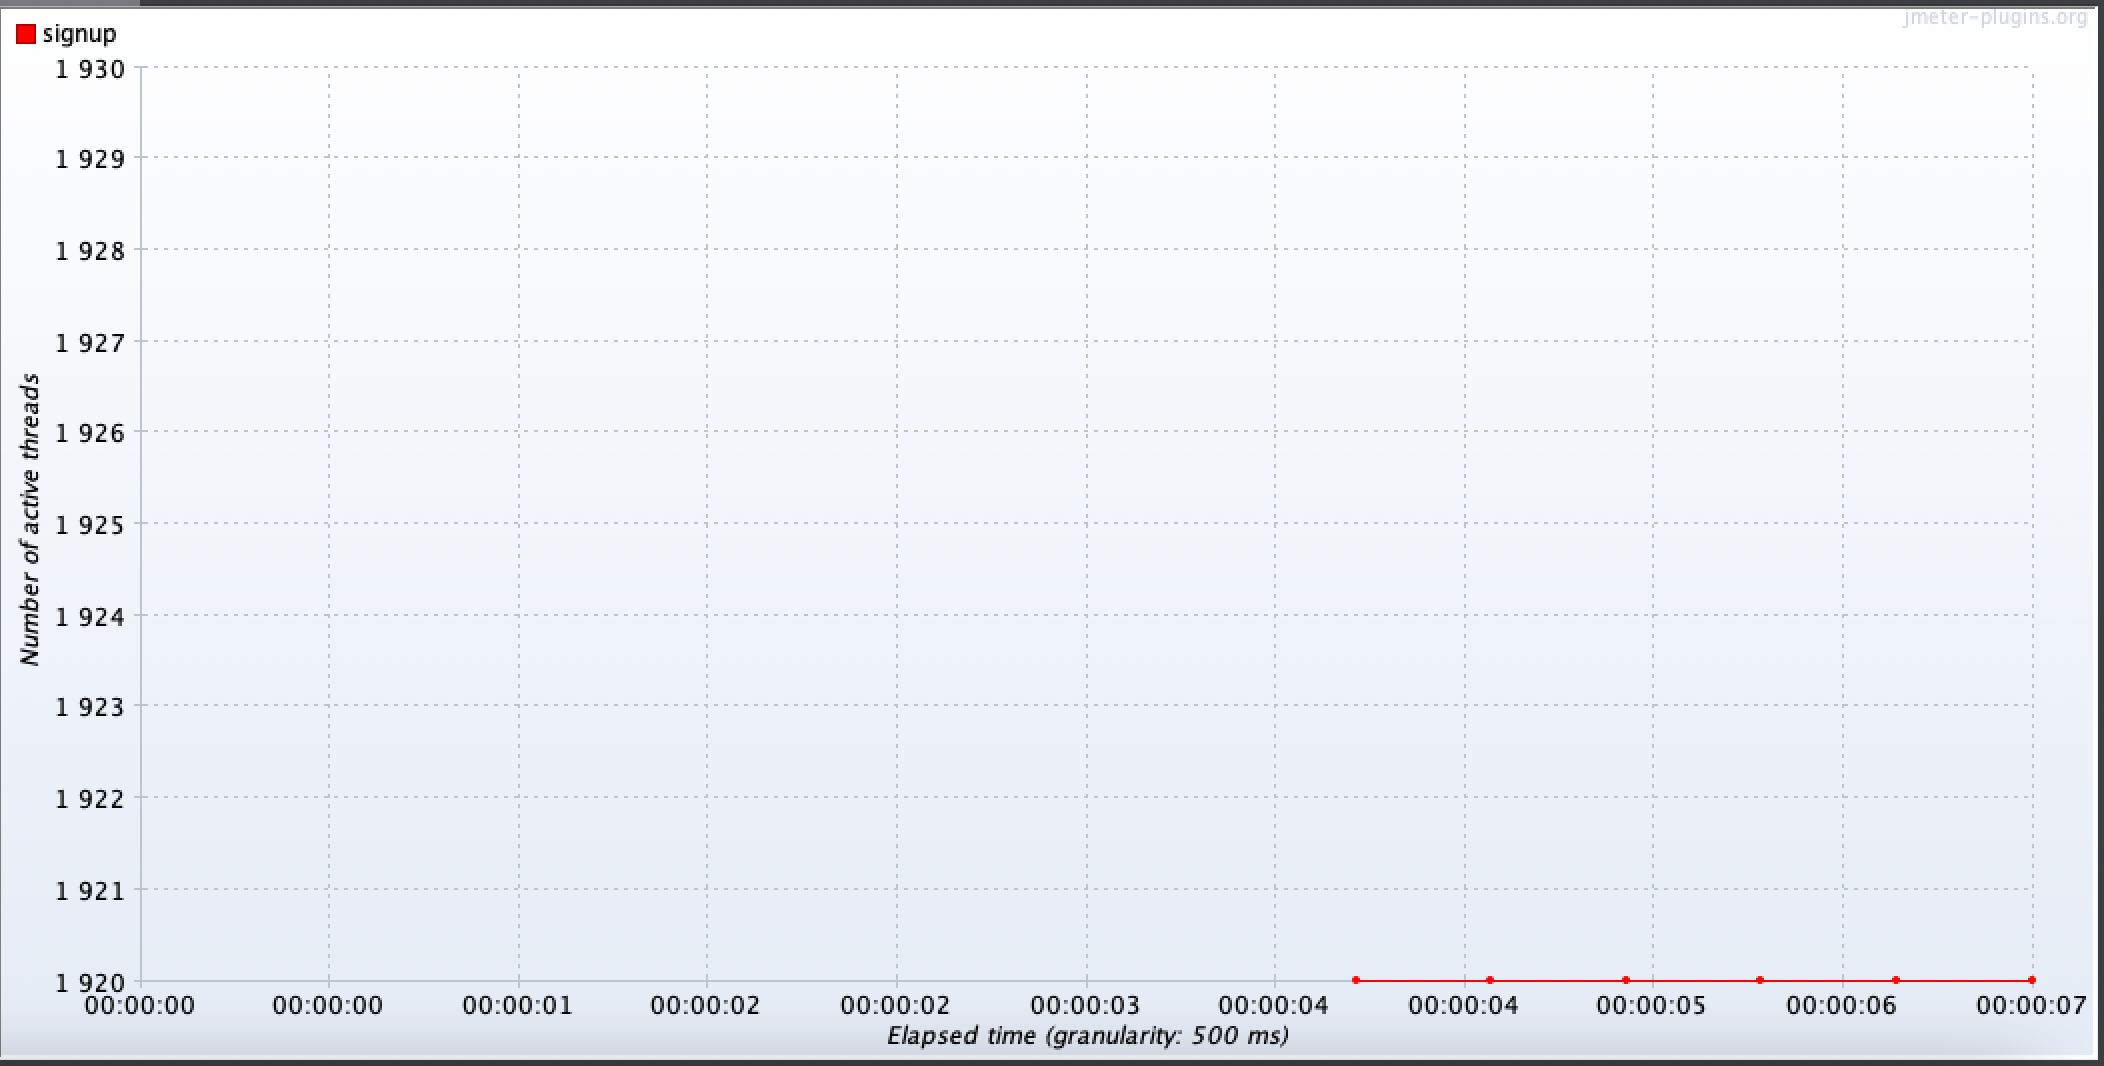 jmeter-plugins.org
signup
1 930
1 929
1 928
1 927
1 926
1 925
1 924
1 923
1 922
1 921
1 920
Number of active threads
00:00:00 00:00:00 00:00:01 00:00:02 00:00:02 00:00:03 00:00:04 00:00:04 00:00:05 00:00:06 00:00:07
Elapsed time (granularity: 500 ms)